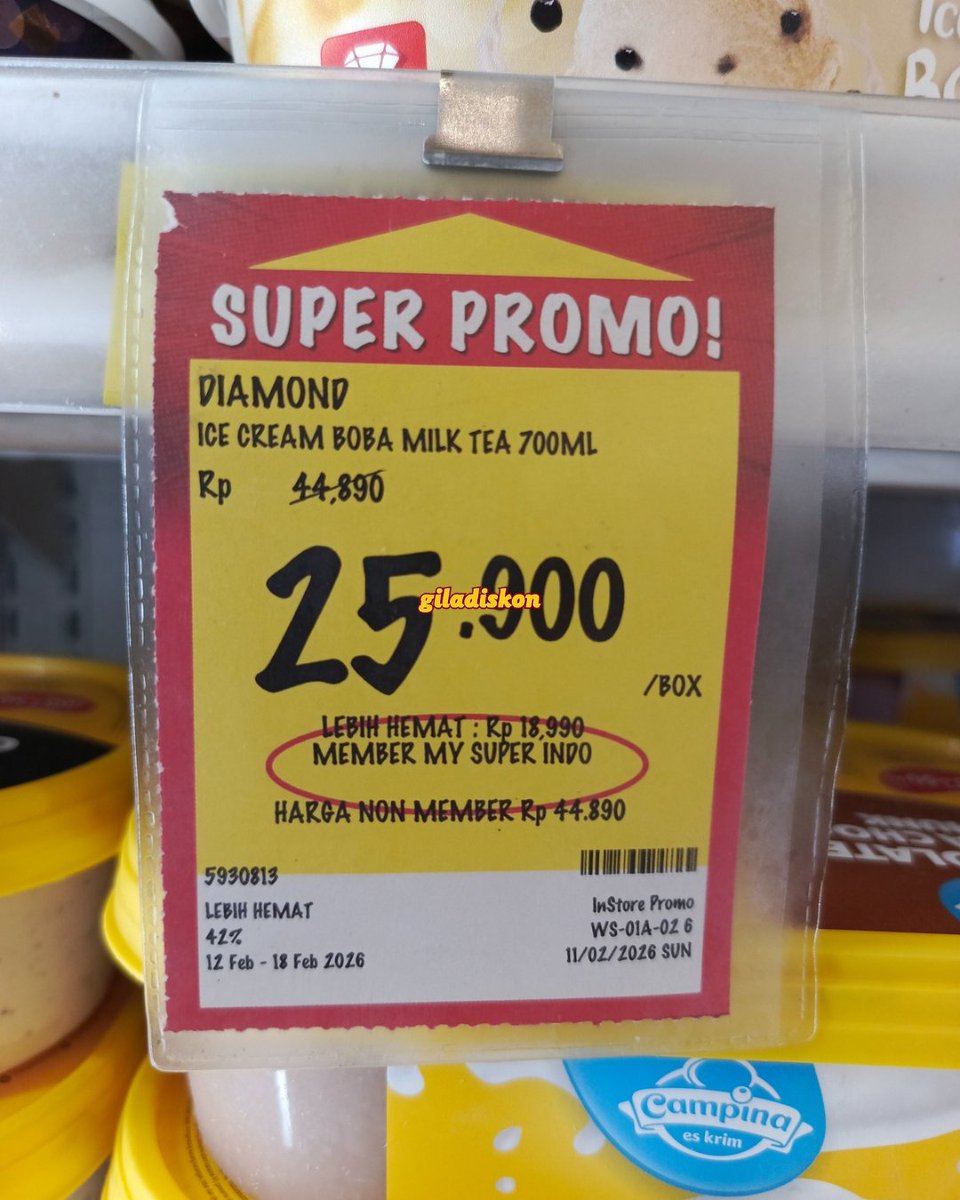 Ice
SUPER PROMO!
DIAMOND
ICE CREAM BOBA MILK TEA 700ML
Rp 44,890
25.900
giladiskon
/BOX
LEBIH HEMAT : Rp 18,990
MEMBER MY SUPER INDO
HARGA NON MEMBER Rp 44.890
5930813
LEBIH HEMAT
42%
12 Feb - 18 Feb 2026
InStore Promo
WS-01A-02 6
11/02/2026 SUN
Campina
es krim